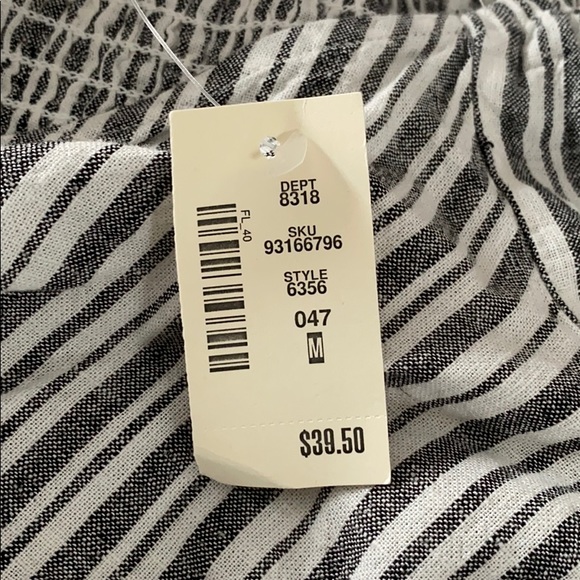 DEPT
8318
SKU
93166796
STYLE
6356
047
M
$39.50
FL_40